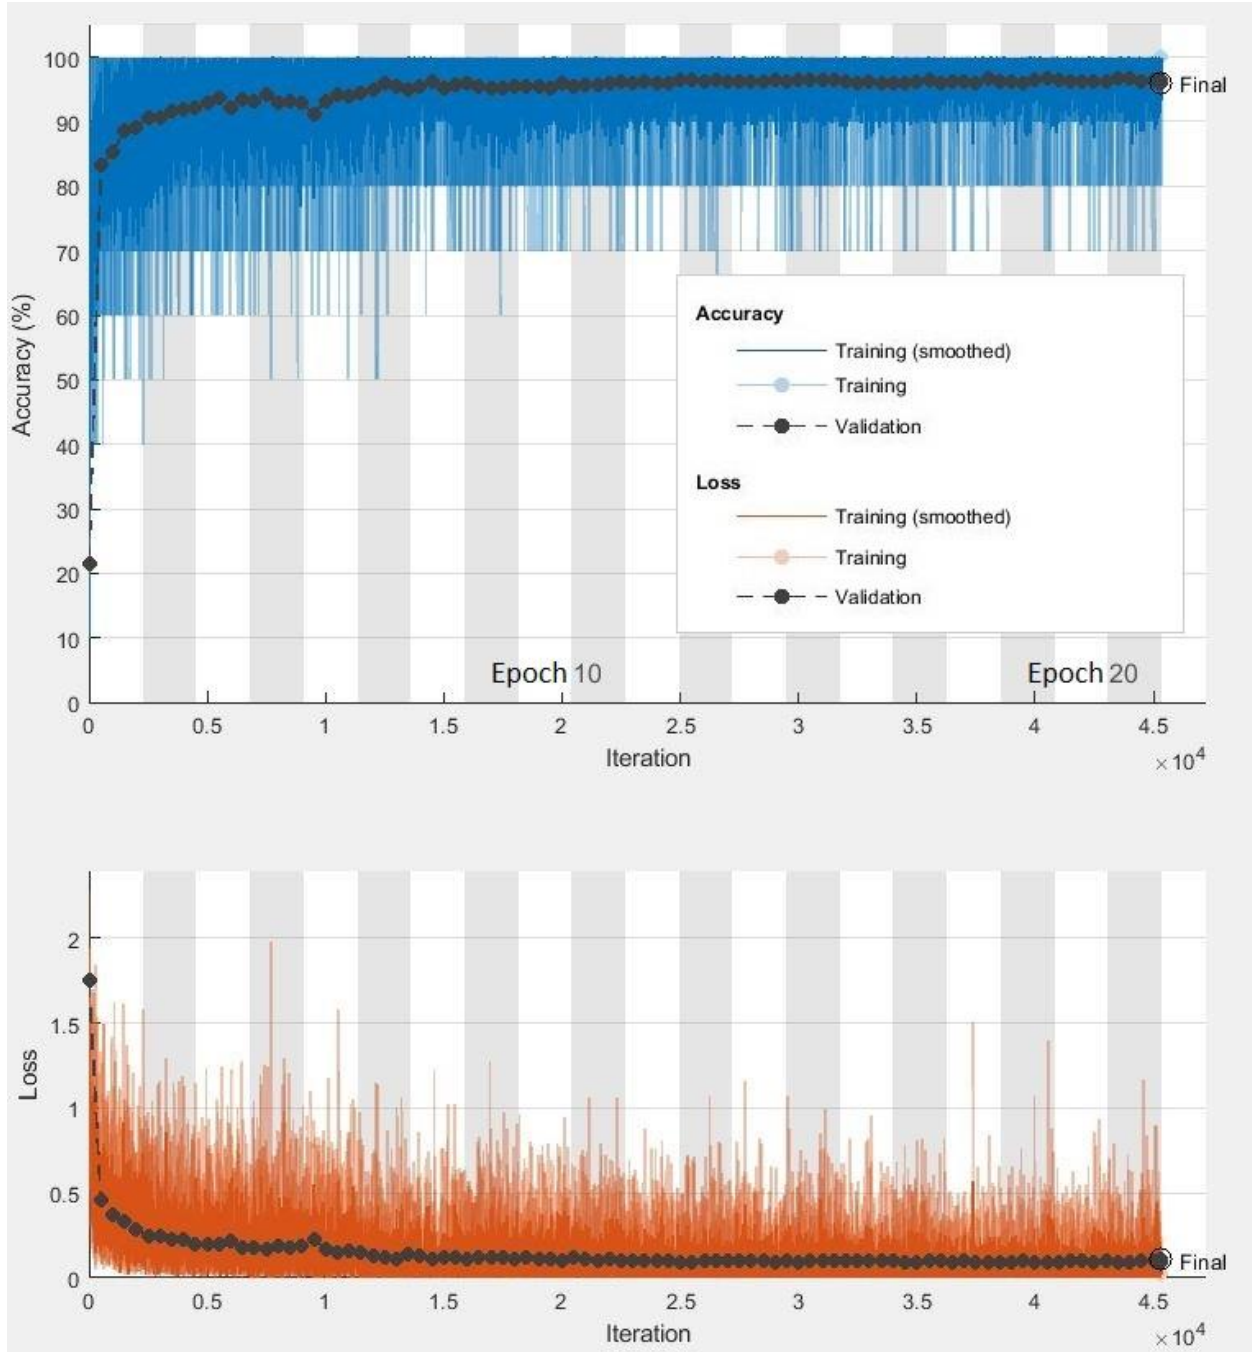 100
90
80
70
60
50
40
30
20
10
0
Accuracy (%)
Final
Accuracy
Training (smoothed)
Training
Validation
Loss
Training (smoothed)
Training
Validation
Epoch 10
Epoch 20
0 0.5 1 1.5 2 2.5 3 3.5 4 4.5
Iteration
×10⁴
2
1.5
1
0.5
0
Loss
Final
0 0.5 1 1.5 2 2.5 3 3.5 4 4.5
Iteration
×10⁴